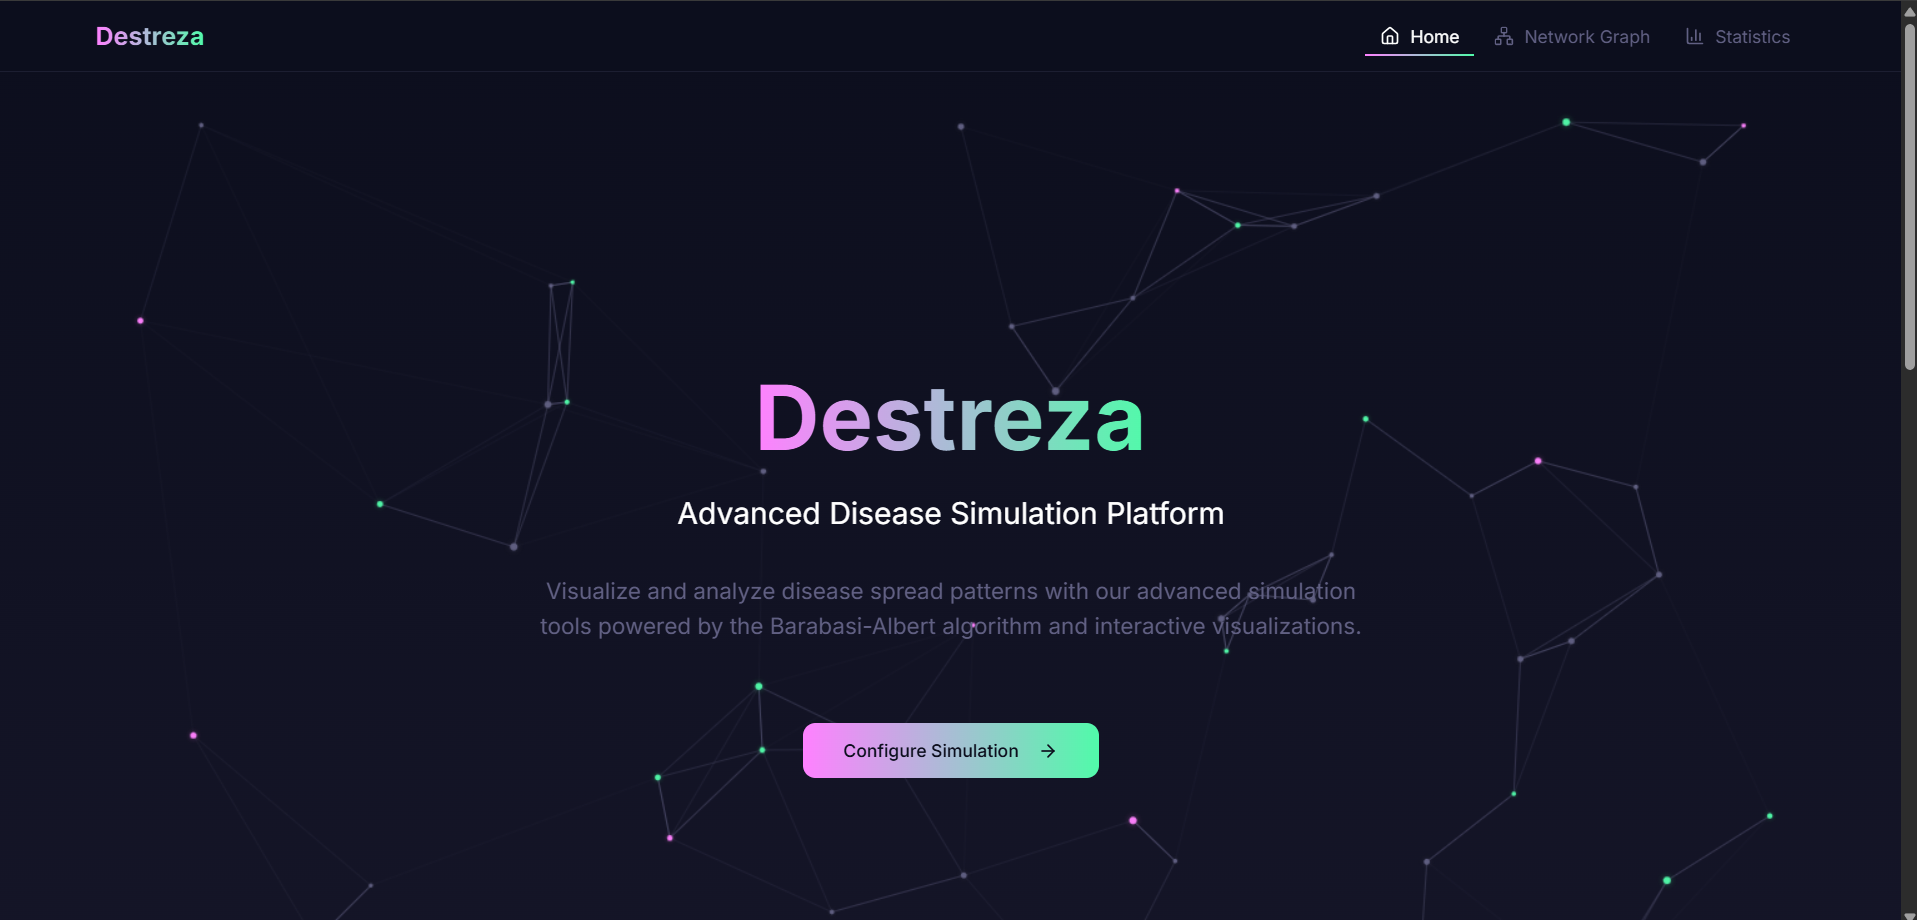 Destreza
Home
Network Graph
Statistics
Destreza
Advanced Disease Simulation Platform
Visualize and analyze disease spread patterns with our advanced simulation
tools powered by the Barabasi-Albert algorithm and interactive visualizations.
Configure Simulation